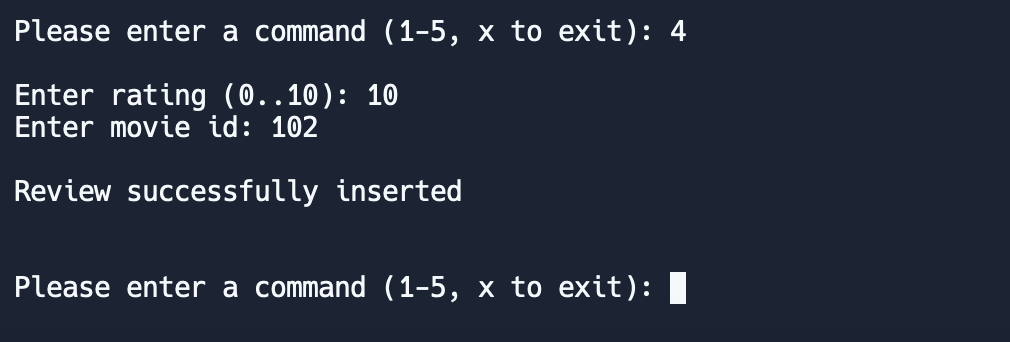 Please enter a command (1-5, x to exit): 4
Enter rating (0..10): 10
Enter movie id: 102
Review successfully inserted
Please enter a command (1-5, x to exit):